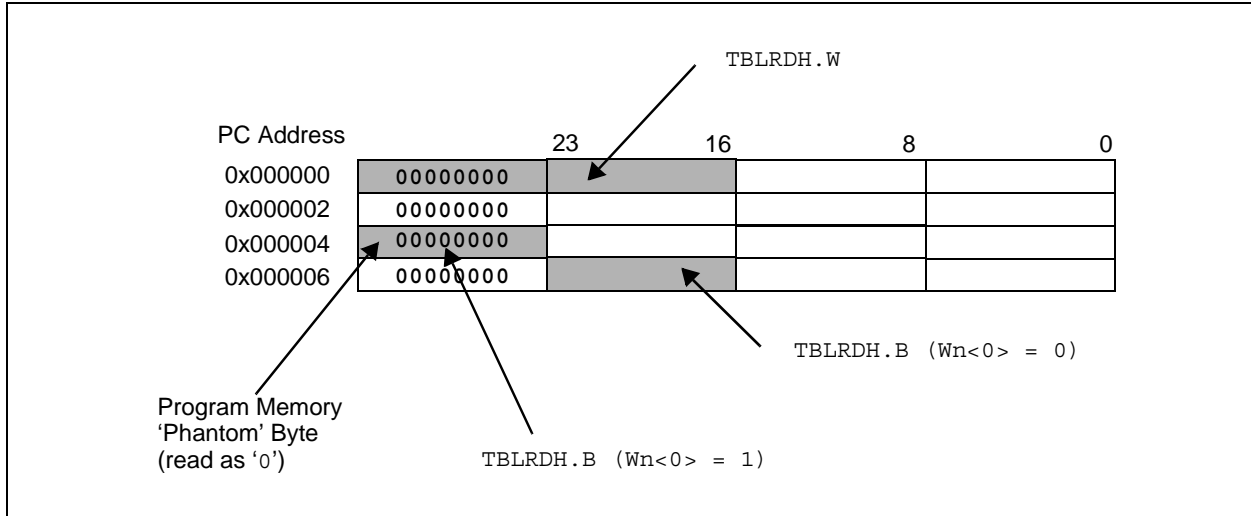 TBLRDH.W
PC Address
23 16 8 0
0x000000 00000000
0x000002 00000000
0x000004 00000000
0x000006 00000000
TBLRDH.B (Wn<0> = 0)
Program Memory
‘Phantom’ Byte
(read as ‘0’)
TBLRDH.B (Wn<0> = 1)